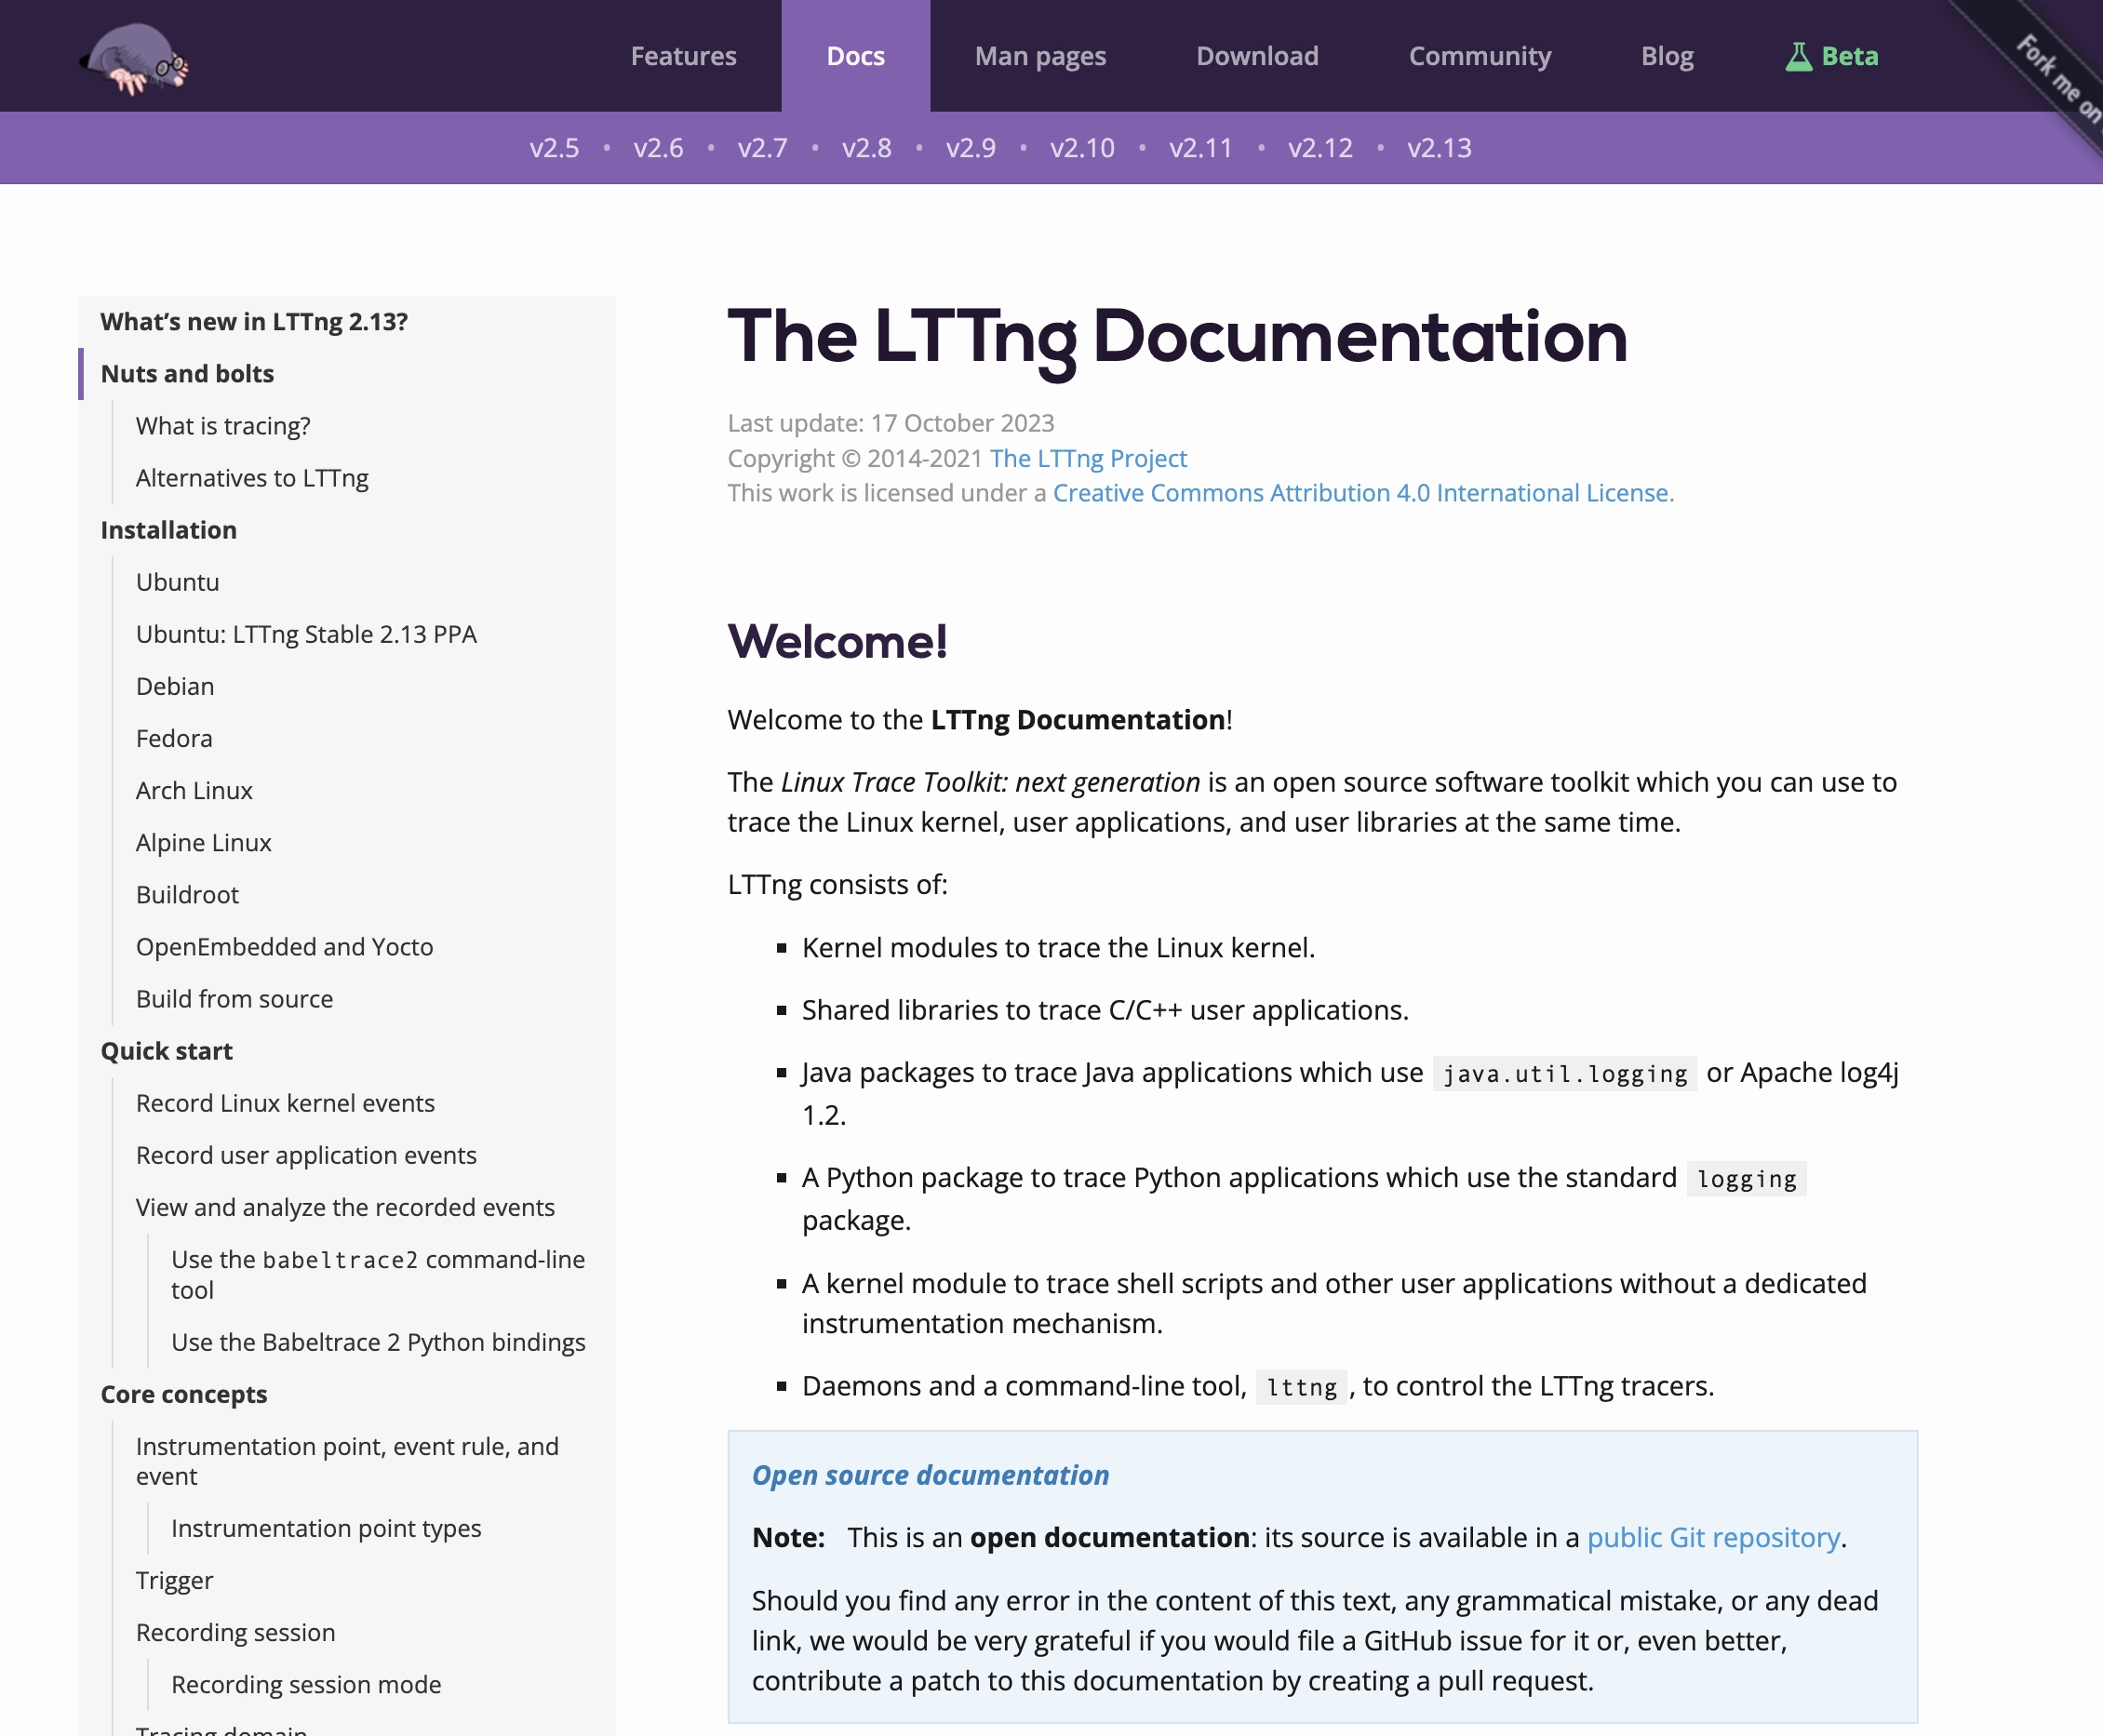 Features
Docs
Man pages
Download
Community
Blog
Beta
Fork me on
v2.5 • v2.6 • v2.7 • v2.8 • v2.9 • v2.10 • v2.11 • v2.12 • v2.13
What’s new in LTTng 2.13?
Nuts and bolts
What is tracing?
Alternatives to LTTng
Installation
Ubuntu
Ubuntu: LTTng Stable 2.13 PPA
Debian
Fedora
Arch Linux
Alpine Linux
Buildroot
OpenEmbedded and Yocto
Build from source
Quick start
Record Linux kernel events
Record user application events
View and analyze the recorded events
Use the babeltrace2 command-line
tool
Use the Babeltrace 2 Python bindings
Core concepts
Instrumentation point, event rule, and
event
Instrumentation point types
Trigger
Recording session
Recording session mode
Tracing domain
The LTTng Documentation
Last update: 17 October 2023
Copyright © 2014-2021 The LTTng Project
This work is licensed under a Creative Commons Attribution 4.0 International License.
Welcome!
Welcome to the LTTng Documentation!
The Linux Trace Toolkit: next generation is an open source software toolkit which you can use to
trace the Linux kernel, user applications, and user libraries at the same time.
LTTng consists of:
▪ Kernel modules to trace the Linux kernel.
▪ Shared libraries to trace C/C++ user applications.
▪ Java packages to trace Java applications which use java.util.logging or Apache log4j
1.2.
▪ A Python package to trace Python applications which use the standard logging
package.
▪ A kernel module to trace shell scripts and other user applications without a dedicated
instrumentation mechanism.
▪ Daemons and a command-line tool, lttng, to control the LTTng tracers.
Open source documentation
Note: This is an open documentation: its source is available in a public Git repository.
Should you find any error in the content of this text, any grammatical mistake, or any dead
link, we would be very grateful if you would file a GitHub issue for it or, even better,
contribute a patch to this documentation by creating a pull request.